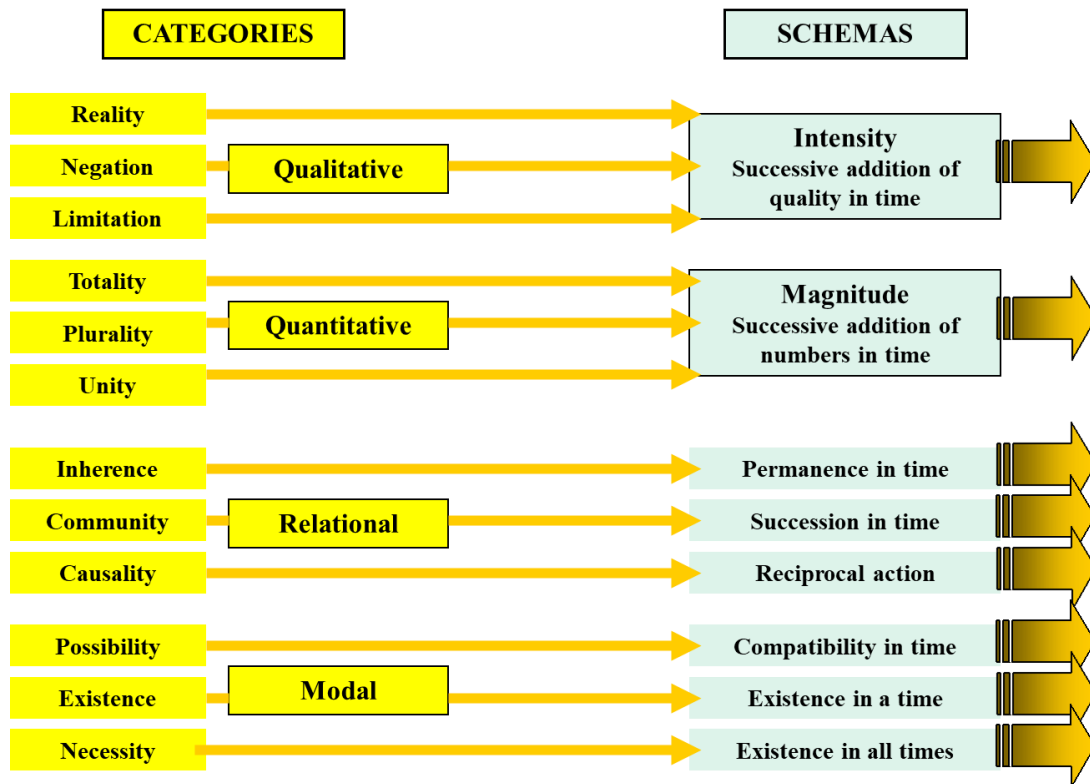 CATEGORIES
SCHEMAS
Reality
Negation
Limitation
Qualitative
Intensity
Successive addition of
quality in time
Totality
Plurality
Unity
Quantitative
Magnitude
Successive addition of
numbers in time
Inherence
Community
Causality
Relational
Permanence in time
Succession in time
Reciprocal action
Possibility
Existence
Necessity
Modal
Compatibility in time
Existence in a time
Existence in all times